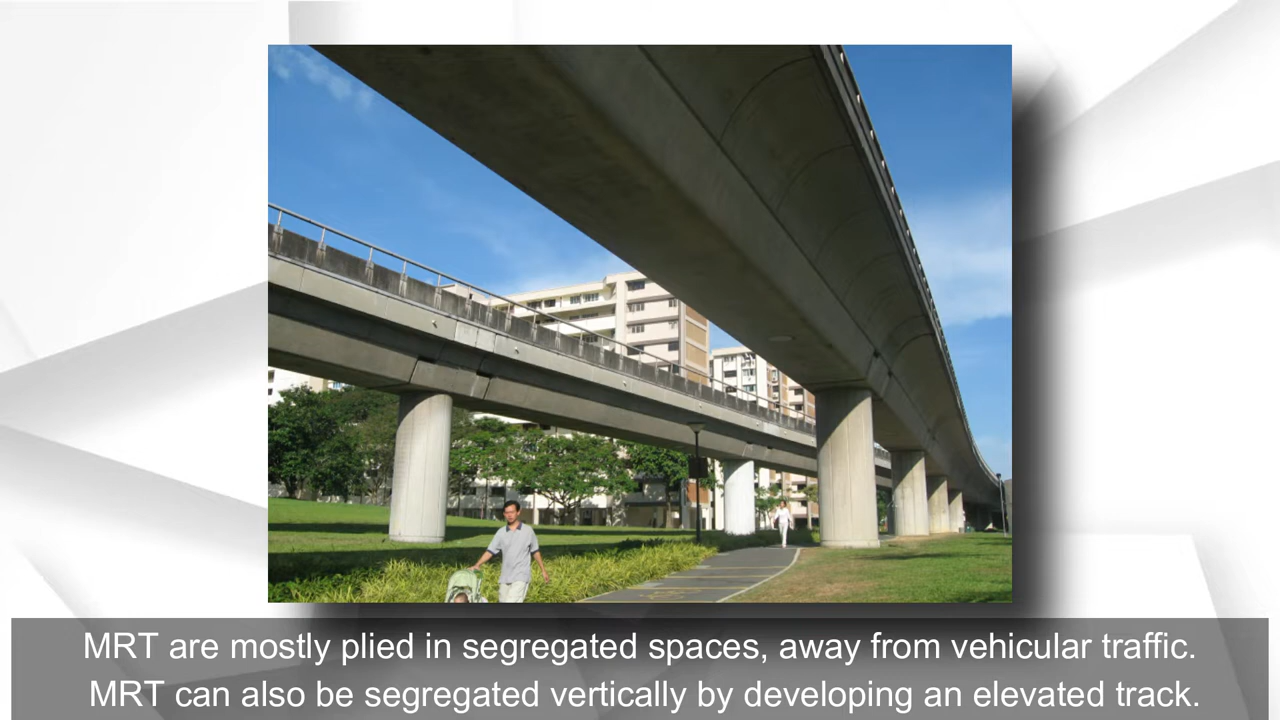 MRT are mostly plied in segregated spaces, away from vehicular traffic.
MRT can also be segregated vertically by developing an elevated track.